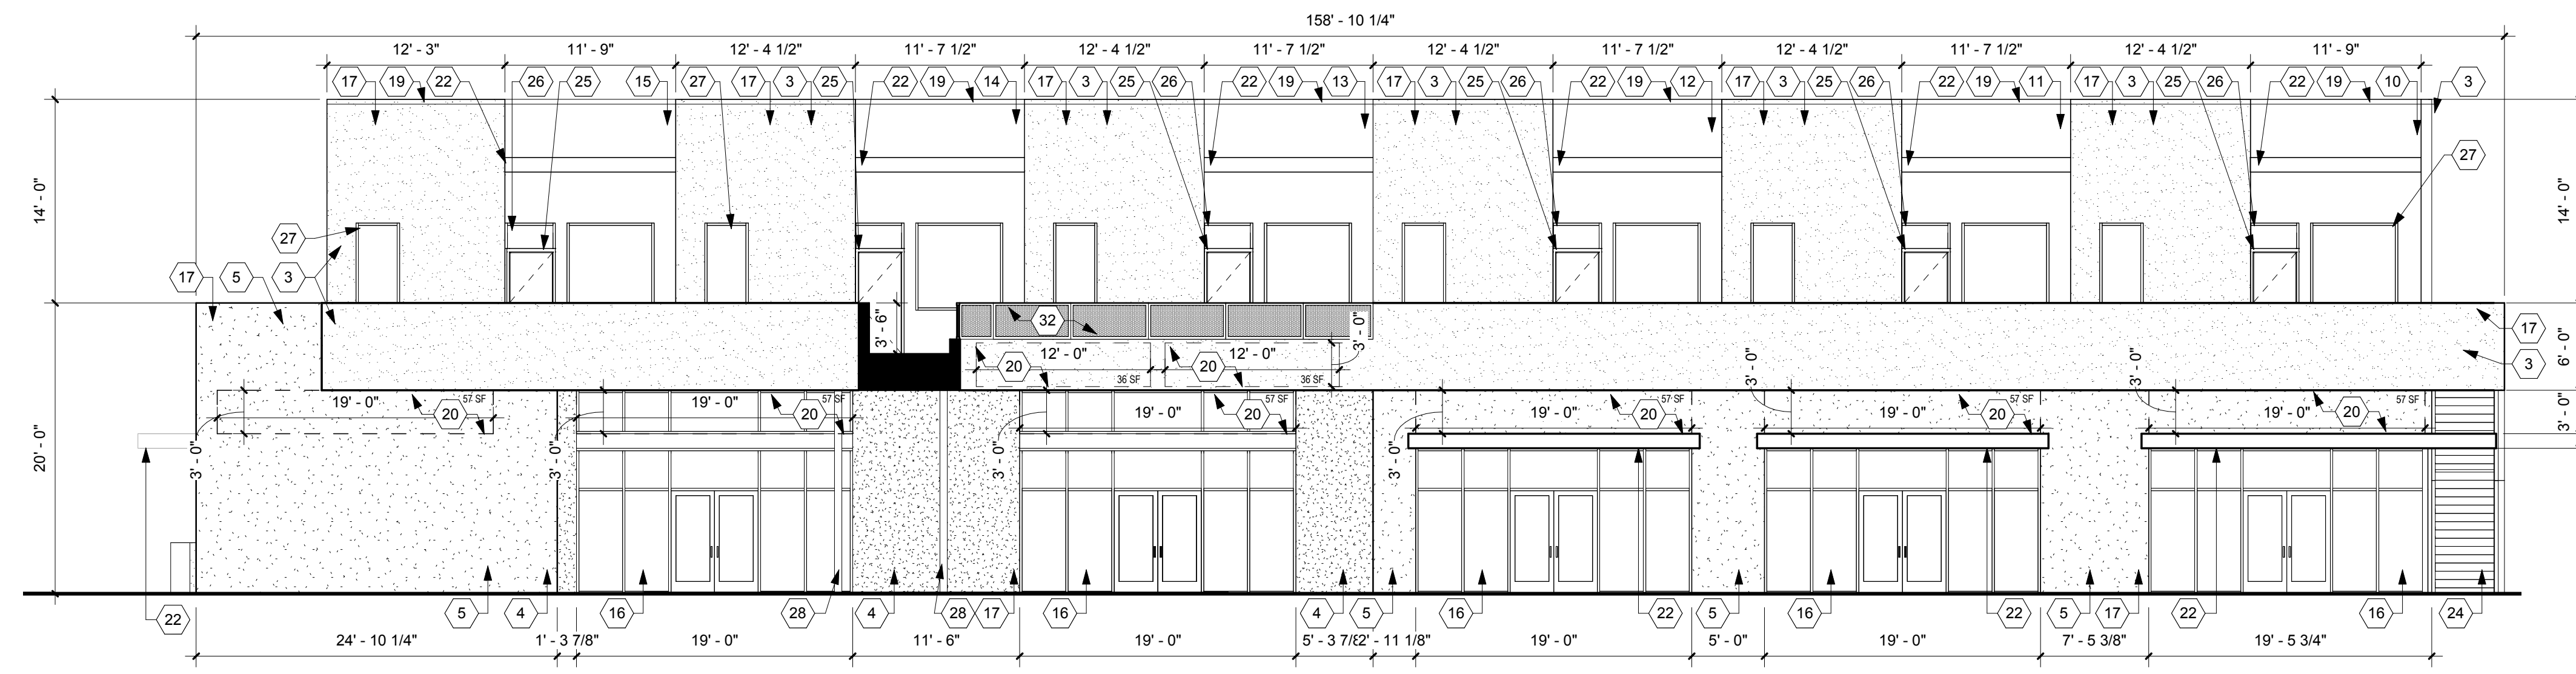 158' - 10 1/4"
12' - 3" 11' - 9" 12' - 4 1/2" 11' - 7 1/2" 12' - 4 1/2" 11' - 7 1/2" 12' - 4 1/2" 11' - 7 1/2" 12' - 4 1/2" 11' - 7 1/2" 12' - 4 1/2" 11' - 9"
17 19 22 26 25 15 27 17 3 25 22 19 14 17 3 25 26 22 19 13 17 3 25 26 22 19 12 17 3 25 26 22 19 11 17 3 25 26 22 19 10 3
27
14' - 0"
14' - 0"
27
17 5 3
32
3' - 6"
3' - 0"
17
12' - 0" 12' - 0"
20 20
36 SF 36 SF
3
6' - 0"
3' - 0" 3' - 0"
57 SF 57 SF 57 SF 57 SF 57 SF 57 SF
19' - 0" 19' - 0" 19' - 0" 19' - 0" 19' - 0" 19' - 0"
20 20 20 20 20 20
3' - 0"
20' - 0"
3' - 0" 3' - 0" 3' - 0" 3' - 0"
22 5 4 16 28 4 28 17 16 4 5 16 22 5 16 22 5 17 22 16 24
24' - 10 1/4" 1' - 3 7/8" 19' - 0" 11' - 6" 19' - 0" 5' - 3 7/8" 2' - 11 1/8" 19' - 0" 5' - 0" 19' - 0" 7' - 5 3/8" 19' - 5 3/4"